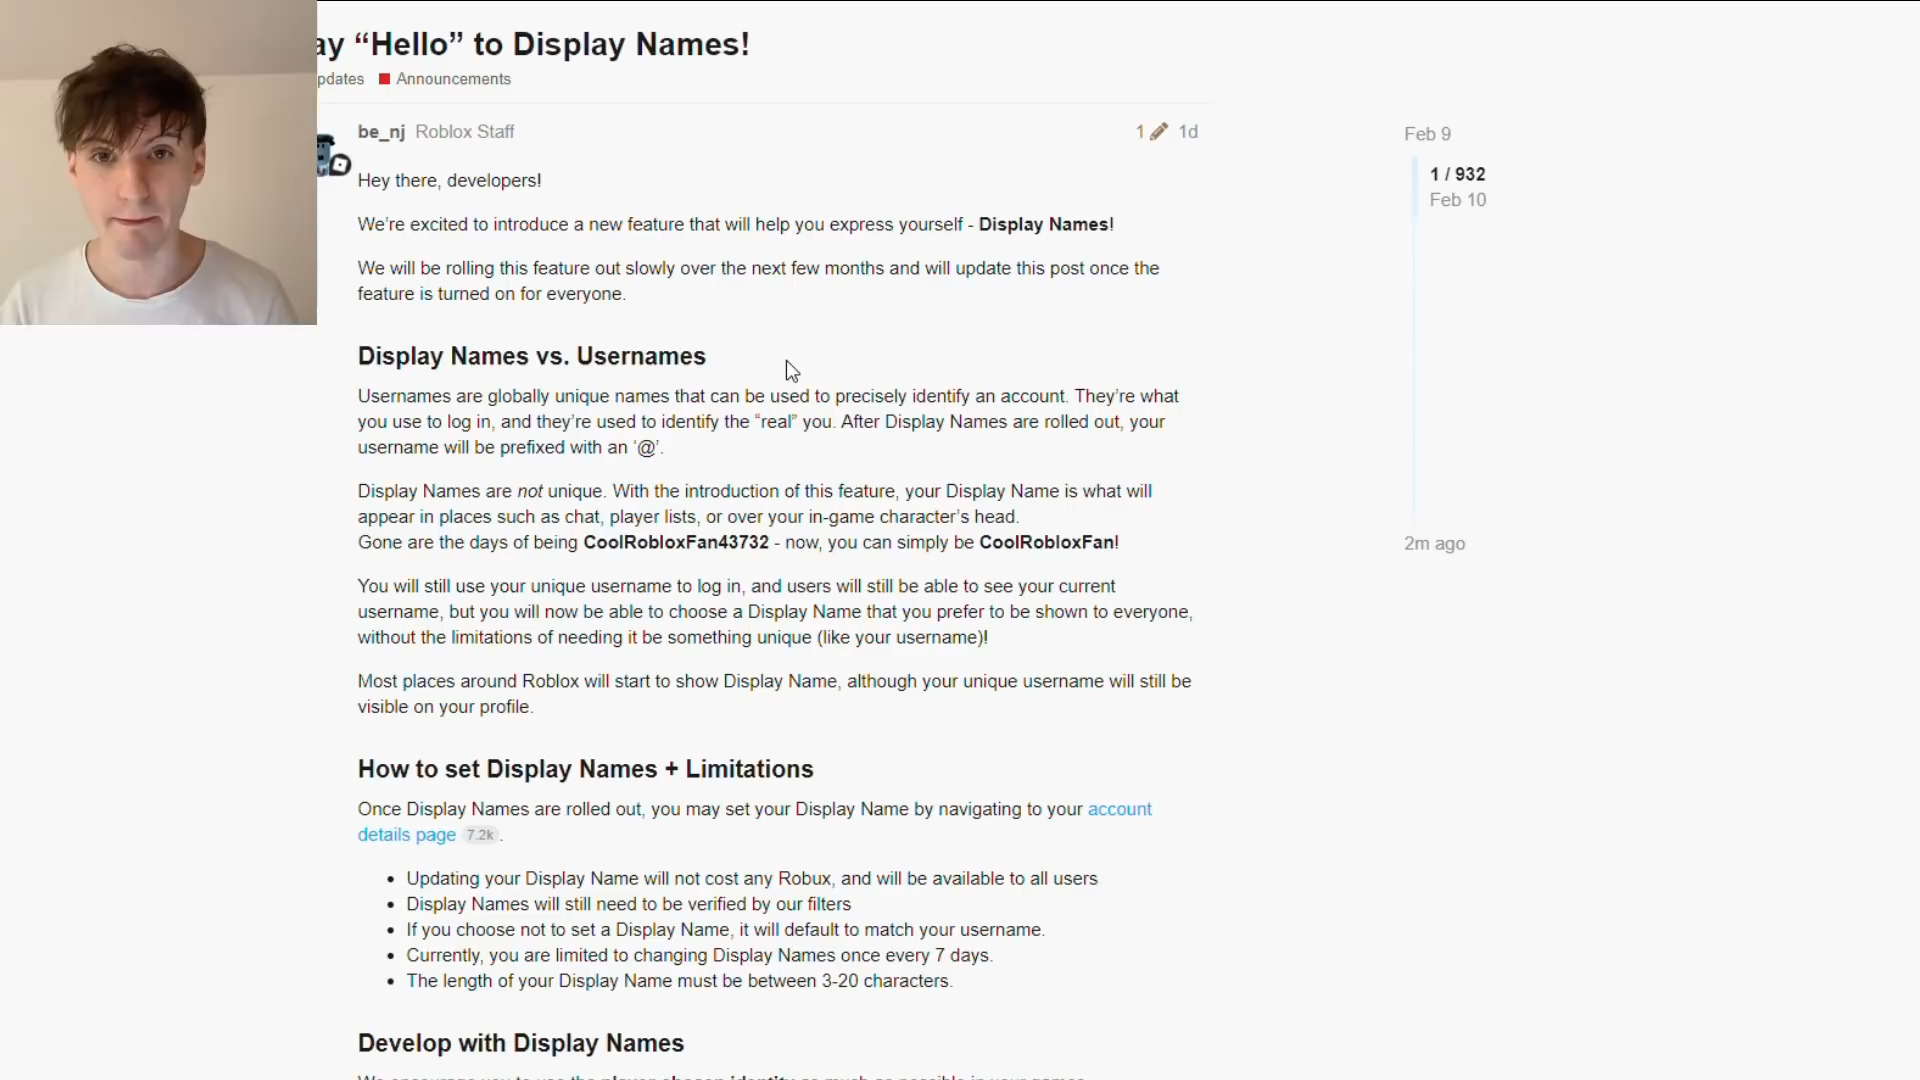 ay “Hello” to Display Names!
pdates Announcements
be_nj Roblox Staff 1 1d
Hey there, developers!
We’re excited to introduce a new feature that will help you express yourself - Display Names!
We will be rolling this feature out slowly over the next few months and will update this post once the
feature is turned on for everyone.
Display Names vs. Usernames
Usernames are globally unique names that can be used to precisely identify an account. They’re what
you use to log in, and they’re used to identify the “real” you. After Display Names are rolled out, your
username will be prefixed with an ‘@’.
Display Names are not unique. With the introduction of this feature, your Display Name is what will
appear in places such as chat, player lists, or over your in-game character’s head.
Gone are the days of being CoolRobloxFan43732 - now, you can simply be CoolRobloxFan!
You will still use your unique username to log in, and users will still be able to see your current
username, but you will now be able to choose a Display Name that you prefer to be shown to everyone,
without the limitations of needing it be something unique (like your username)!
Most places around Roblox will start to show Display Name, although your unique username will still be
visible on your profile.
How to set Display Names + Limitations
Once Display Names are rolled out, you may set your Display Name by navigating to your account
details page 7.2k .
• Updating your Display Name will not cost any Robux, and will be available to all users
• Display Names will still need to be verified by our filters
• If you choose not to set a Display Name, it will default to match your username.
• Currently, you are limited to changing Display Names once every 7 days.
• The length of your Display Name must be between 3-20 characters.
Develop with Display Names
We encourage you to use the player chosen identity as much as possible in your games
Feb 9
1 / 932
Feb 10
2m ago